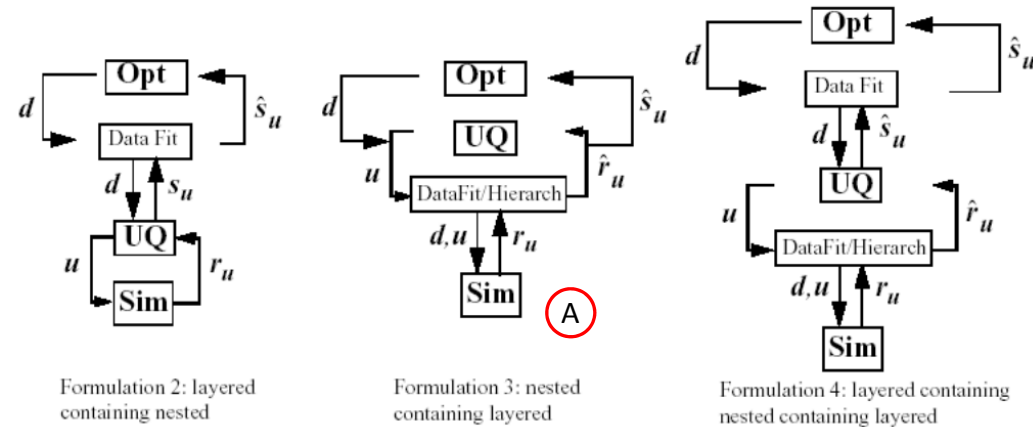 Opt
d
ŝu
Data Fit
d
su
UQ
u
ru
Sim
Formulation 2: layered
containing nested
Opt
d
ŝu
UQ
u
r̂u
DataFit/Hierarch
d,u
ru
Sim
A
Formulation 3: nested
containing layered
Opt
d
ŝu
Data Fit
d
ŝu
UQ
u
r̂u
DataFit/Hierarch
d,u
ru
Sim
Formulation 4: layered containing
nested containing layered